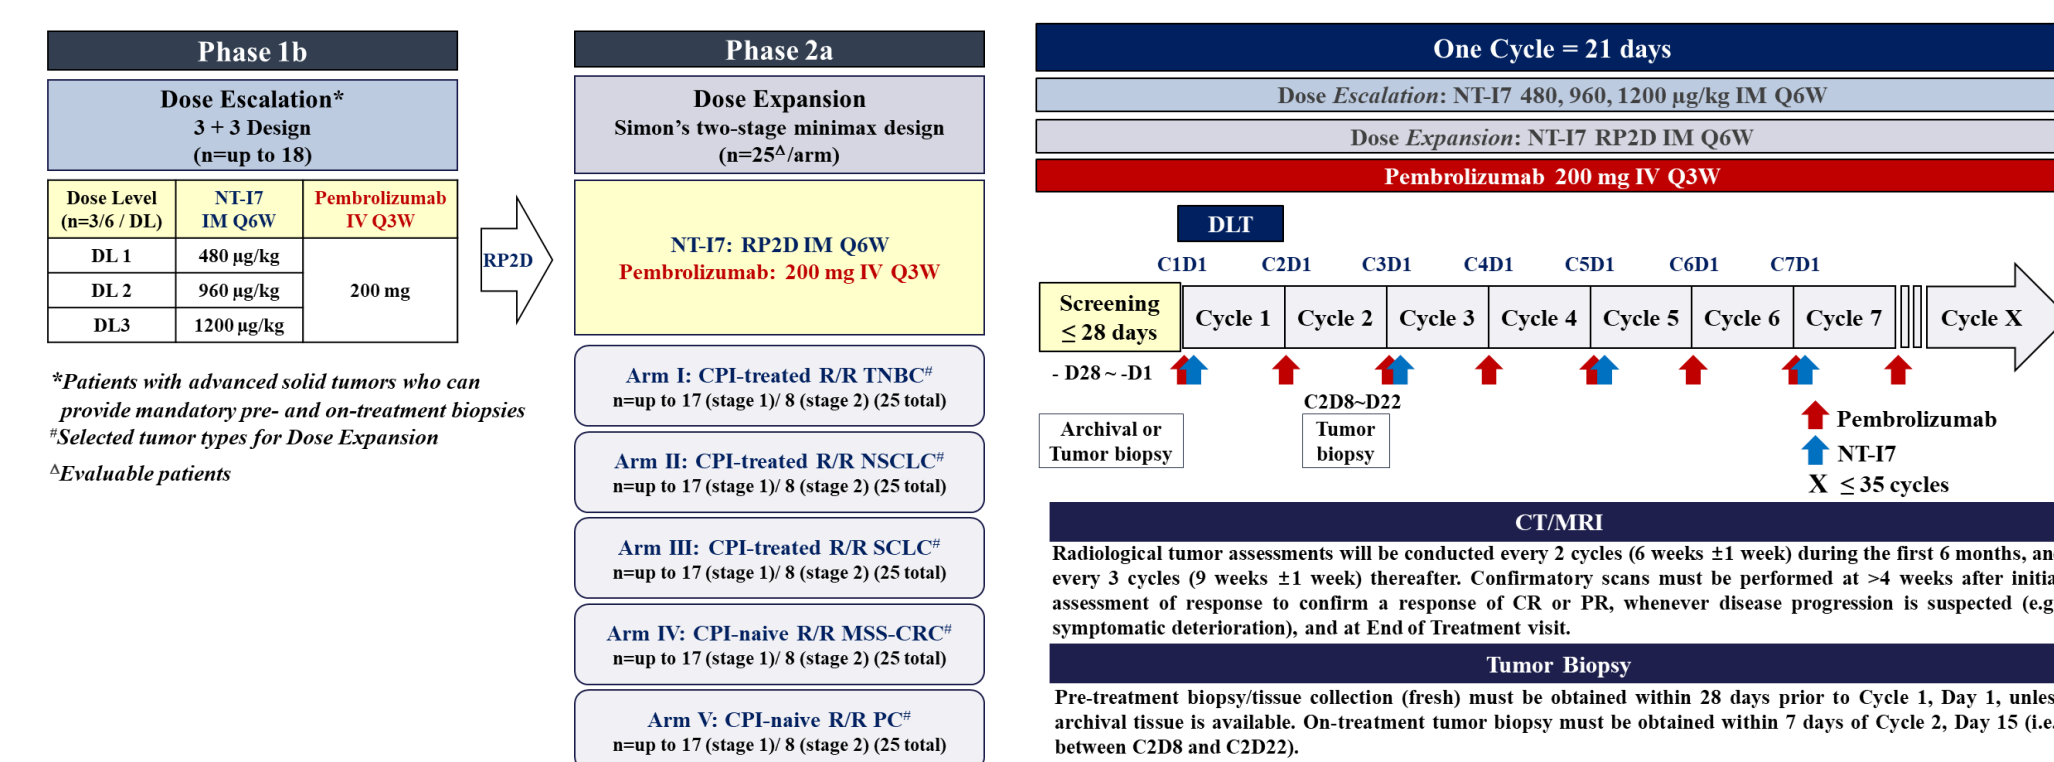 Phase 1b
Dose Escalation*
3 + 3 Design
(n=up to 18)
Dose Level
(n=3/6 / DL)
NT-I7
IM Q6W
Pembrolizumab
IV Q3W
DL 1
480 µg/kg
DL 2
960 µg/kg
200 mg
DL3
1200 µg/kg
*Patients with advanced solid tumors who can
provide mandatory pre- and on-treatment biopsies
#Selected tumor types for Dose Expansion
ΔEvaluable patients
RP2D
Phase 2a
Dose Expansion
Simon's two-stage minimax design
(n=25Δ/arm)
NT-I7: RP2D IM Q6W
Pembrolizumab: 200 mg IV Q3W
Arm I: CPI-treated R/R TNBC#
n=up to 17 (stage 1)/ 8 (stage 2) (25 total)
Arm II: CPI-treated R/R NSCLC#
n=up to 17 (stage 1)/ 8 (stage 2) (25 total)
Arm III: CPI-treated R/R SCLC#
n=up to 17 (stage 1)/ 8 (stage 2) (25 total)
Arm IV: CPI-naive R/R MSS-CRC#
n=up to 17 (stage 1)/ 8 (stage 2) (25 total)
Arm V: CPI-naive R/R PC#
n=up to 17 (stage 1)/ 8 (stage 2) (25 total)
One Cycle = 21 days
Dose Escalation: NT-I7 480, 960, 1200 µg/kg IM Q6W
Dose Expansion: NT-I7 RP2D IM Q6W
Pembrolizumab 200 mg IV Q3W
DLT
C1D1 C2D1 C3D1 C4D1 C5D1 C6D1 C7D1
Screening
≤ 28 days
Cycle 1 Cycle 2 Cycle 3 Cycle 4 Cycle 5 Cycle 6 Cycle 7 Cycle X
- D28 ~ -D1
C2D8~D22
Archival or
Tumor biopsy
Tumor
biopsy
Pembrolizumab
NT-I7
X ≤ 35 cycles
CT/MRI
Radiological tumor assessments will be conducted every 2 cycles (6 weeks ±1 week) during the first 6 months, an
every 3 cycles (9 weeks ±1 week) thereafter. Confirmatory scans must be performed at >4 weeks after initia
assessment of response to confirm a response of CR or PR, whenever disease progression is suspected (e.g
symptomatic deterioration), and at End of Treatment visit.
Tumor Biopsy
Pre-treatment biopsy/tissue collection (fresh) must be obtained within 28 days prior to Cycle 1, Day 1, unles
archival tissue is available. On-treatment tumor biopsy must be obtained within 7 days of Cycle 2, Day 15 (i.e.
between C2D8 and C2D22).